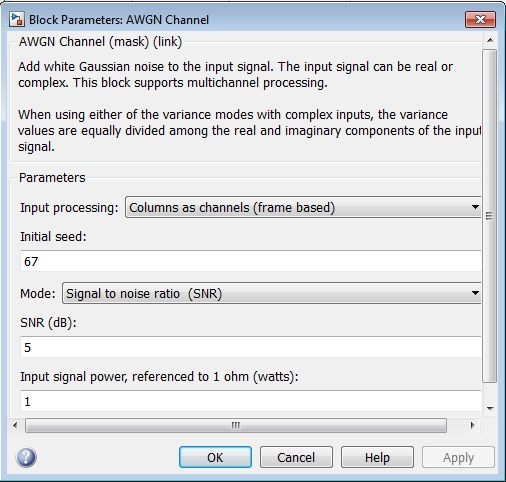 Block Parameters: AWGN Channel
AWGN Channel (mask) (link)
Add white Gaussian noise to the input signal. The input signal can be real or
complex. This block supports multichannel processing.
When using either of the variance modes with complex inputs, the variance
values are equally divided among the real and imaginary components of the input
signal.
Parameters
Input processing: Columns as channels (frame based)
Initial seed:
67
Mode: Signal to noise ratio (SNR)
SNR (dB):
5
Input signal power, referenced to 1 ohm (watts):
1
OK Cancel Help Apply